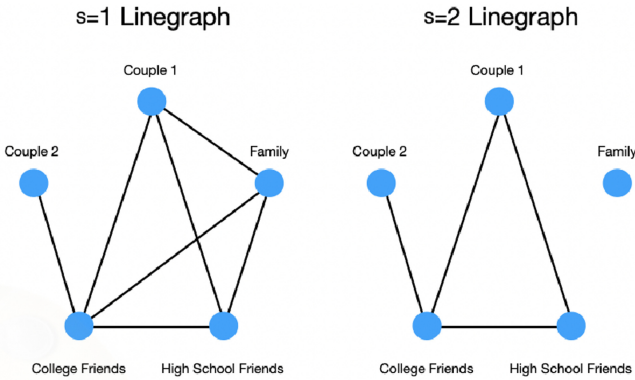 s=1 Linegraph
Couple 1
Couple 2
Family
College Friends
High School Friends
s=2 Linegraph
Couple 1
Couple 2
Family
College Friends
High School Friends